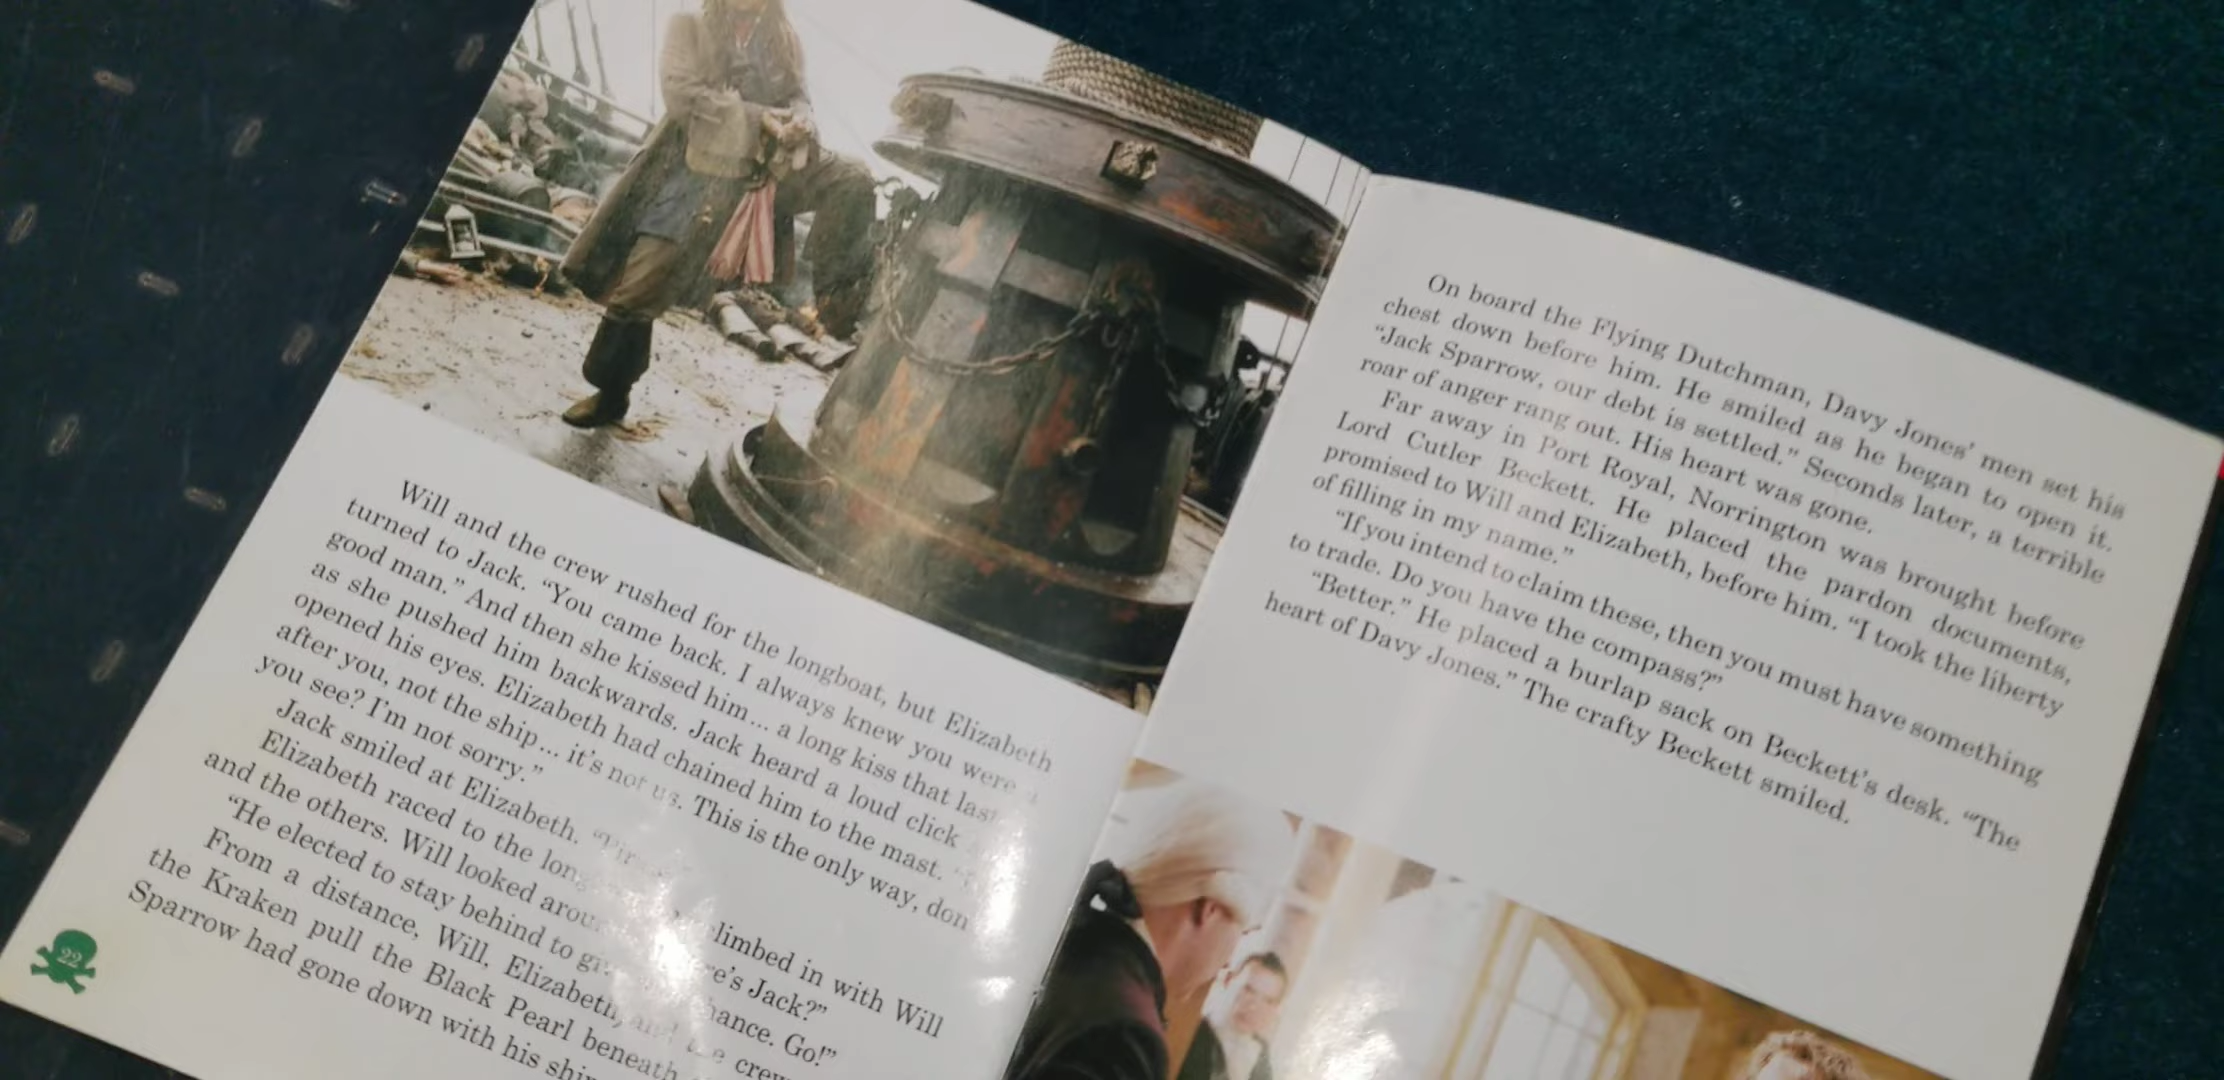 Will and the crew rushed for the longboat, but Elizabeth
turned to Jack. “You came back. I always knew you were a
good man.” And then she kissed him... a long kiss that
as she pushed him backwards. Jack heard a loud click
opened his eyes. Elizabeth had chained him to the mast.
after you, not the ship... it’s not us. This is the only way, don
you see? I’m not sorry.”
Jack smiled at Elizabeth.
Elizabeth raced to the climbed in with Will
and the others. Will looked Jack?”
“He elected to stay behind to Go!”
From a distance, Will, Elizabeth, and the crew
the Kraken pull the Black Pearl beneath
Sparrow had gone down with his
22
On board the Flying Dutchman, Davy Jones’ men set his
chest down before him. He smiled as he began to open it.
“Jack Sparrow, our debt is settled.” Seconds later, a terrible
roar of anger rang out. His heart was gone.
Far away in Port Royal, Norrington was brought before
Lord Cutler Beckett. He placed the pardon documents,
promised to Will and Elizabeth, before him. “I took the liberty
of filling in my name.”
“If you intend to claim these, then you must have something
to trade. Do you have the compass?”
“Better.” He placed a burlap sack on Beckett’s desk. “The
heart of Davy Jones.” The crafty Beckett smiled.